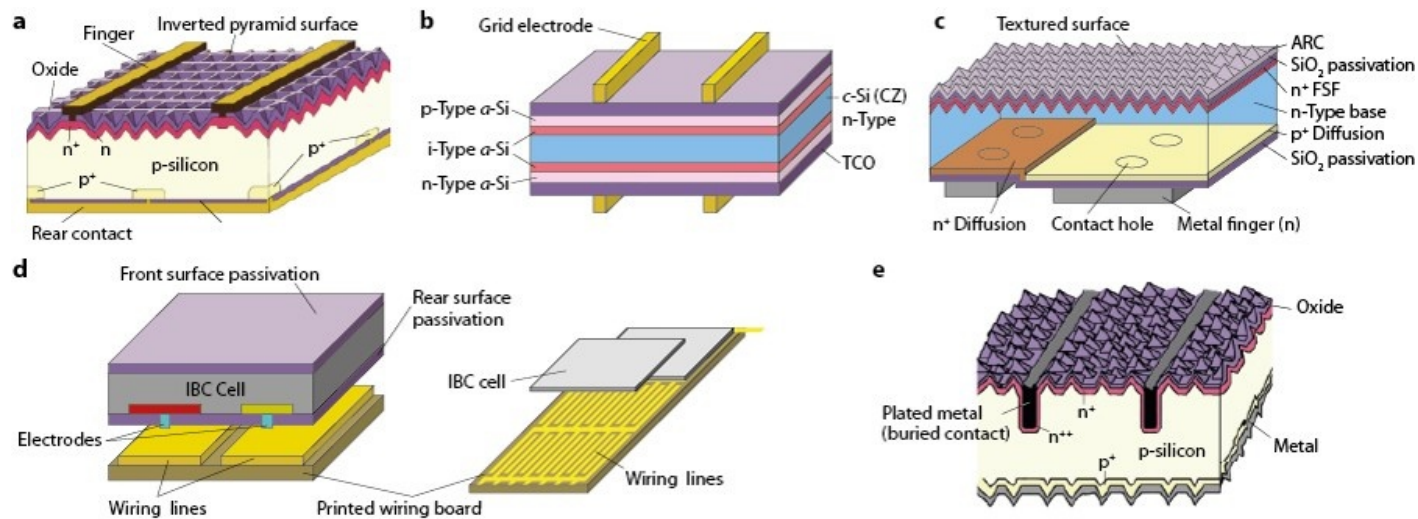 a
Inverted pyramid surface
Finger
Oxide
n⁺
n
p-silicon
p⁺
p⁺
Rear contact
b
Grid electrode
p-Type a-Si
i-Type a-Si
n-Type a-Si
c-Si (CZ)
n-Type
TCO
c
Textured surface
ARC
SiO₂ passivation
n⁺ FSF
n-Type base
p⁺ Diffusion
SiO₂ passivation
n⁺ Diffusion
Contact hole
Metal finger (n)
d
Front surface passivation
Rear surface
passivation
IBC Cell
Electrodes
Wiring lines
Printed wiring board
IBC cell
Wiring lines
e
Oxide
Plated metal
(buried contact)
n⁺
n⁺⁺
p-silicon
p⁺
Metal